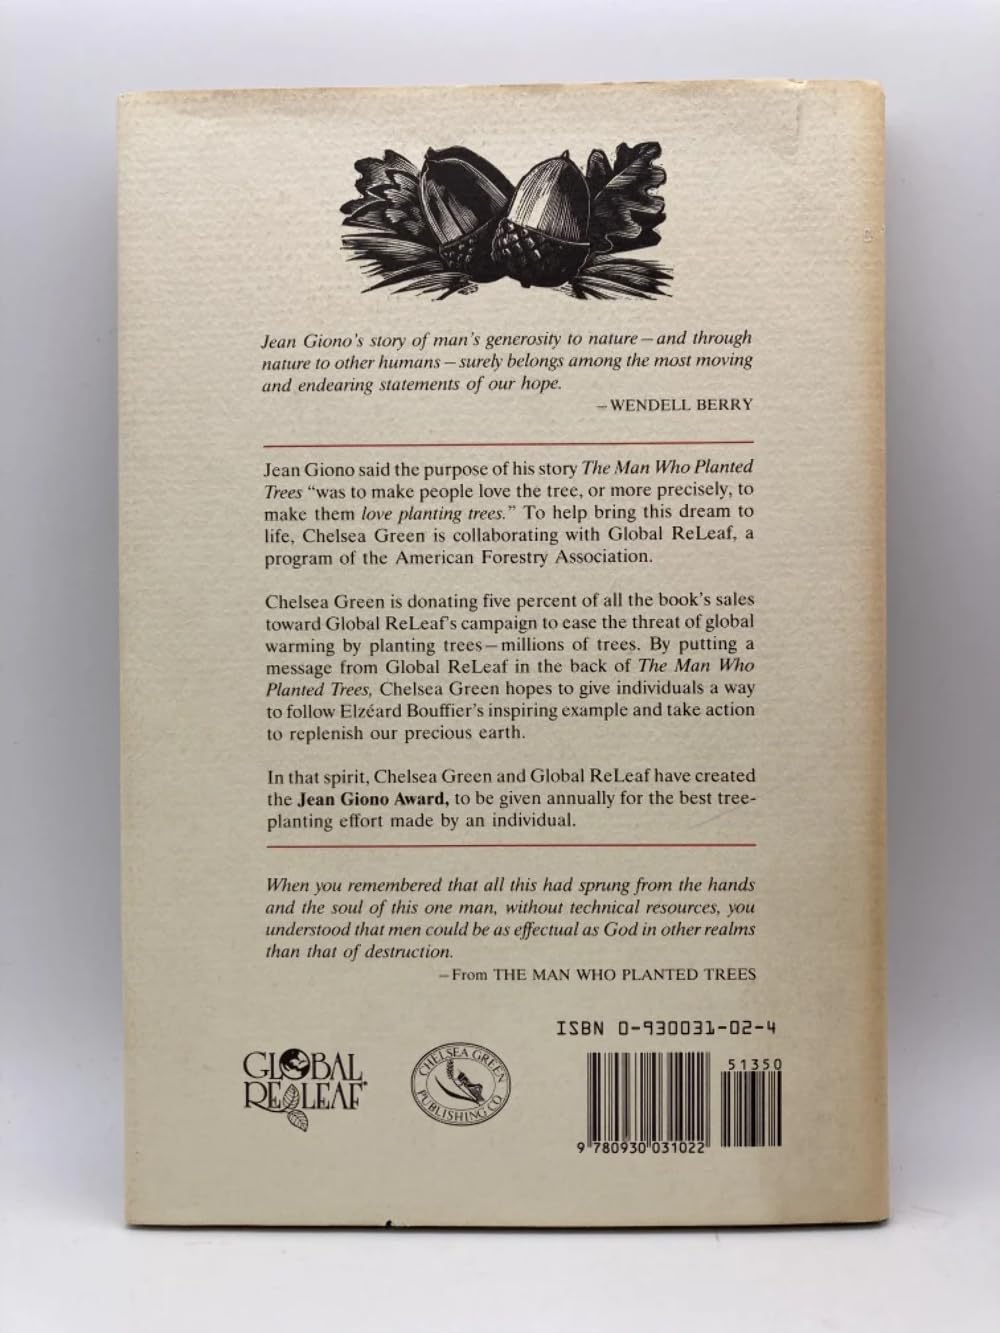 Jean Giono's story of man's generosity to nature—and through
nature to other humans—surely belongs among the most moving
and endearing statements of our hope.
—WENDELL BERRY
Jean Giono said the purpose of his story The Man Who Planted
Trees “was to make people love the tree, or more precisely, to
make them love planting trees.” To help bring this dream to
life, Chelsea Green is collaborating with Global ReLeaf, a
program of the American Forestry Association.
Chelsea Green is donating five percent of all the book's sales
toward Global ReLeaf's campaign to ease the threat of global
warming by planting trees—millions of trees. By putting a
message from Global ReLeaf in the back of The Man Who
Planted Trees, Chelsea Green hopes to give individuals a way
to follow Elzéard Bouffier's inspiring example and take action
to replenish our precious earth.
In that spirit, Chelsea Green and Global ReLeaf have created
the Jean Giono Award, to be given annually for the best tree-
planting effort made by an individual.
When you remembered that all this had sprung from the hands
and the soul of this one man, without technical resources, you
understood that men could be as effectual as God in other realms
than that of destruction.
—From THE MAN WHO PLANTED TREES
ISBN 0-930031-02-4
GLOBAL
RELEAF®
CHELSEA GREEN
PUBLISHING CO
51350
9 780930 031022